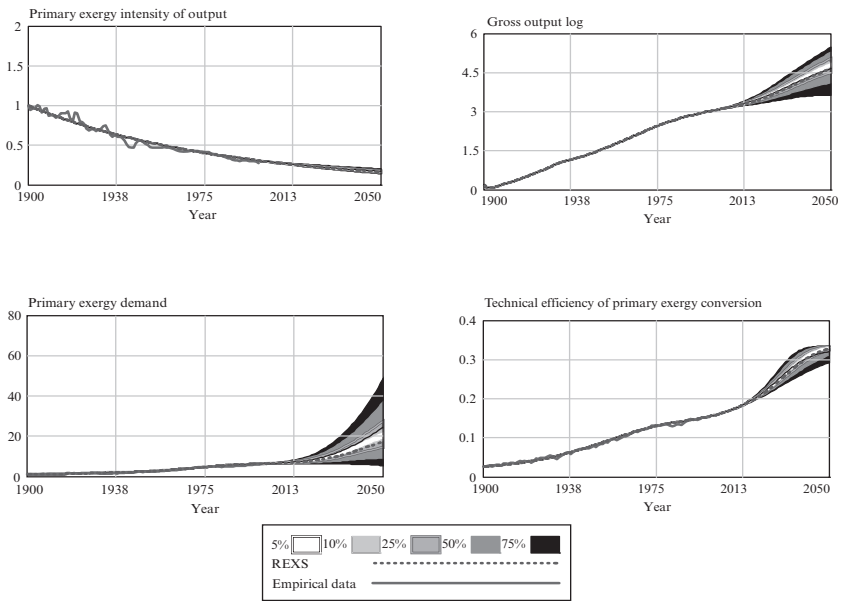 Primary exergy intensity of output
2
1.5
1
0.5
0
1900 1938 1975 2013 2050
Year
Gross output log
6
4.5
3
1.5
0
1900 1938 1975 2013 2050
Year
Primary exergy demand
80
60
40
20
0
1900 1938 1975 2013 2050
Year
Technical efficiency of primary exergy conversion
0.4
0.3
0.2
0.1
0
1900 1938 1975 2013 2050
Year
5% 10% 25% 50% 75%
REXS
Empirical data